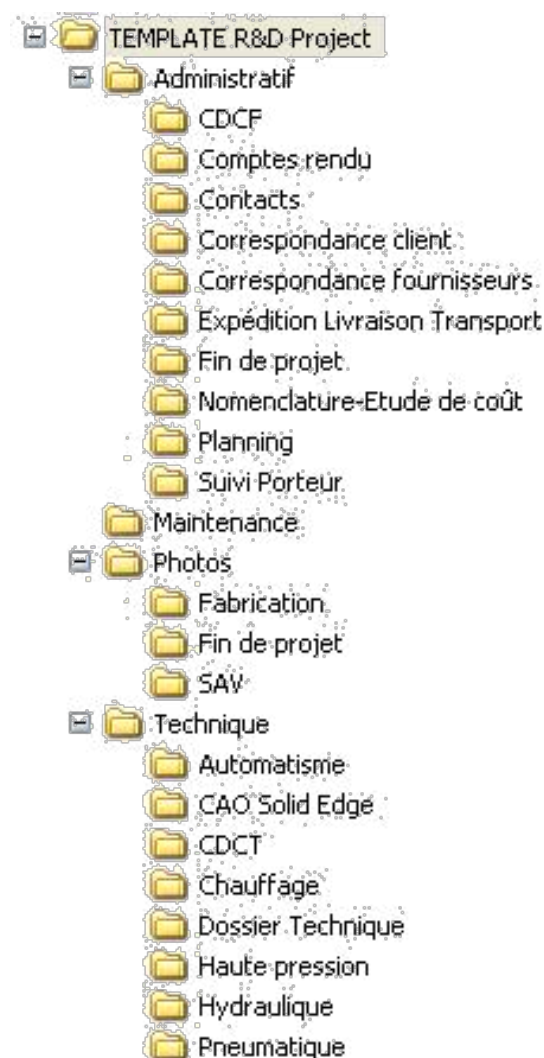 TEMPLATE R&D Project
Administratif
CDCF
Comptes rendu
Contacts
Correspondance client
Correspondance fournisseurs
Expédition Livraison Transport
Fin de projet
Nomenclature-Etude de coût
Planning
Suivi Porteur
Maintenance
Photos
Fabrication
Fin de projet
SAV
Technique
Automatisme
CAO Solid Edge
CDCT
Chauffage
Dossier Technique
Haute pression
Hydraulique
Pneumatique